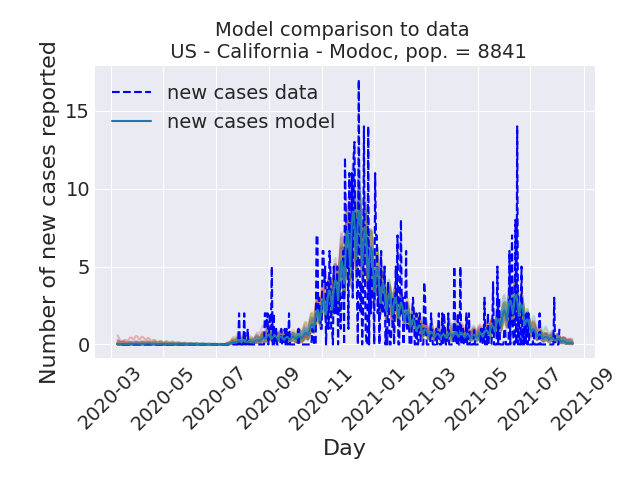 Model comparison to data
US - California - Modoc, pop. = 8841
new cases data
new cases model
Number of new cases reported
15
10
5
0
2020-03
2020-05
2020-07
2020-09
2020-11
2021-01
2021-03
2021-05
2021-07
2021-09
Day